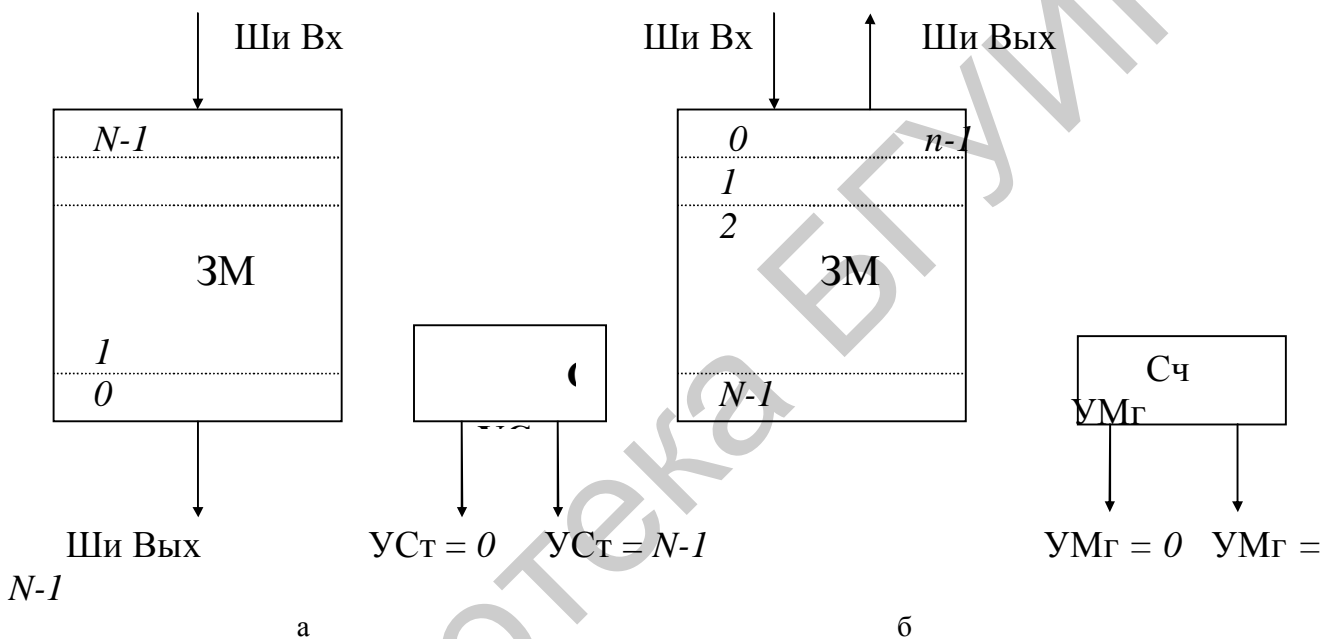 Ши Вх Ши Вх Ши Вых
N-1 0 n-1
1
2
ЗМ ЗМ
1
0 N-1 Сч
УМг
Ши Вых УСт = 0 УСт = N-1 УМг = 0 УМг =
N-1
а б